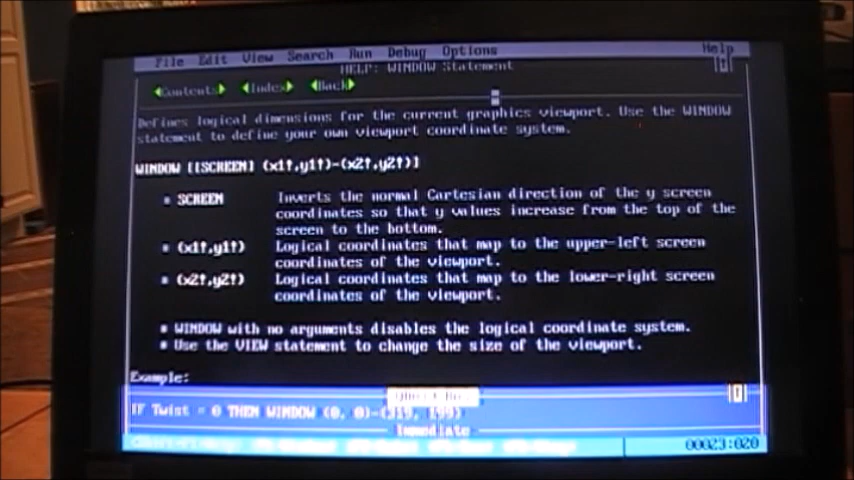 File Edit View Search Run Debug Options Help
HELP: WINDOW Statement
Contents Index Back
Defines logical dimensions for the current graphics viewport. Use the WINDOW
statement to define your own viewport coordinate system.
WINDOW [[SCREEN] (x1!,y1!)-(x2!,y2!)]
SCREEN Inverts the normal Cartesian direction of the y screen
coordinates so that y values increase from the top of the
screen to the bottom.
(x1!,y1!) Logical coordinates that map to the upper-left screen
coordinates of the viewport.
(x2!,y2!) Logical coordinates that map to the lower-right screen
coordinates of the viewport.
WINDOW with no arguments disables the logical coordinate system.
Use the VIEW statement to change the size of the viewport.
Example:
IF Twist = 0 THEN WINDOW (0, 0)-(319, 199)
Immediate
00023:020